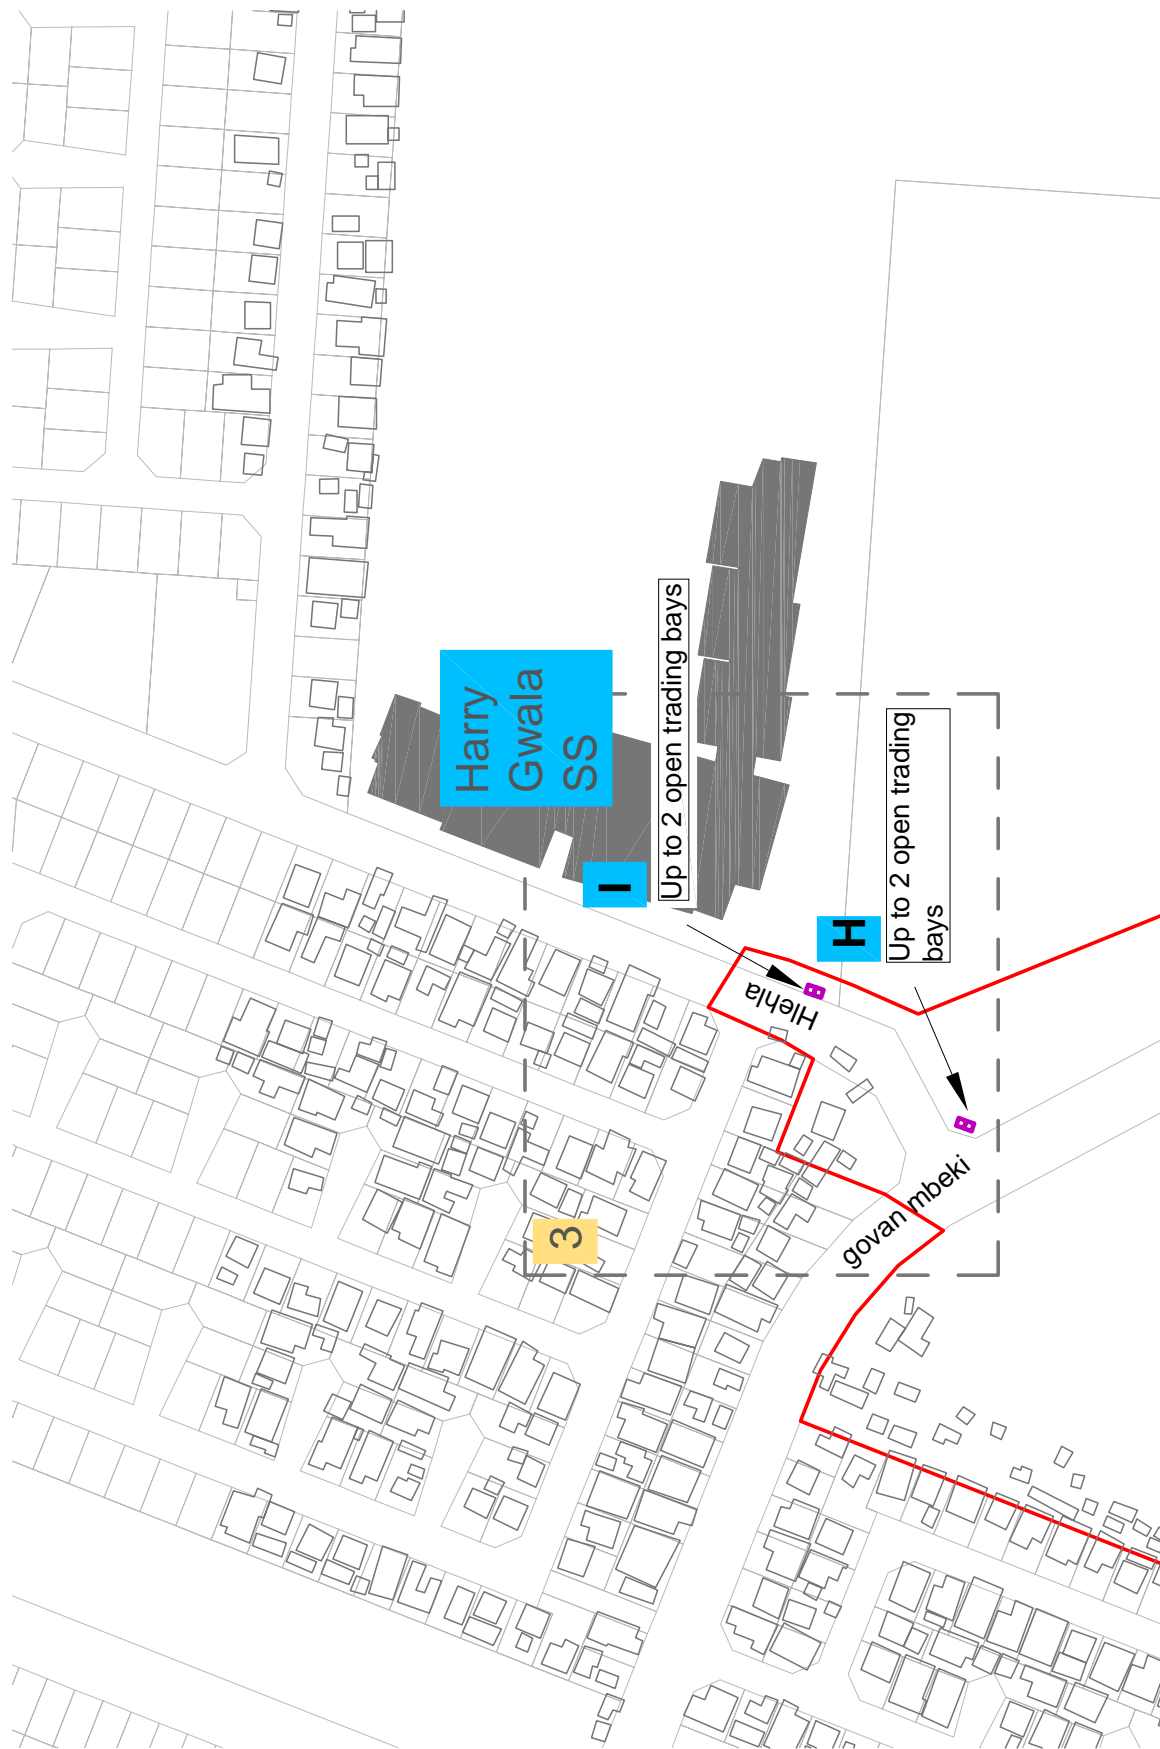 Harry
Gwala
SS
Up to 2 open trading bays
I
H
Up to 2 open trading
bays
Hlehla
govan mbeki
3